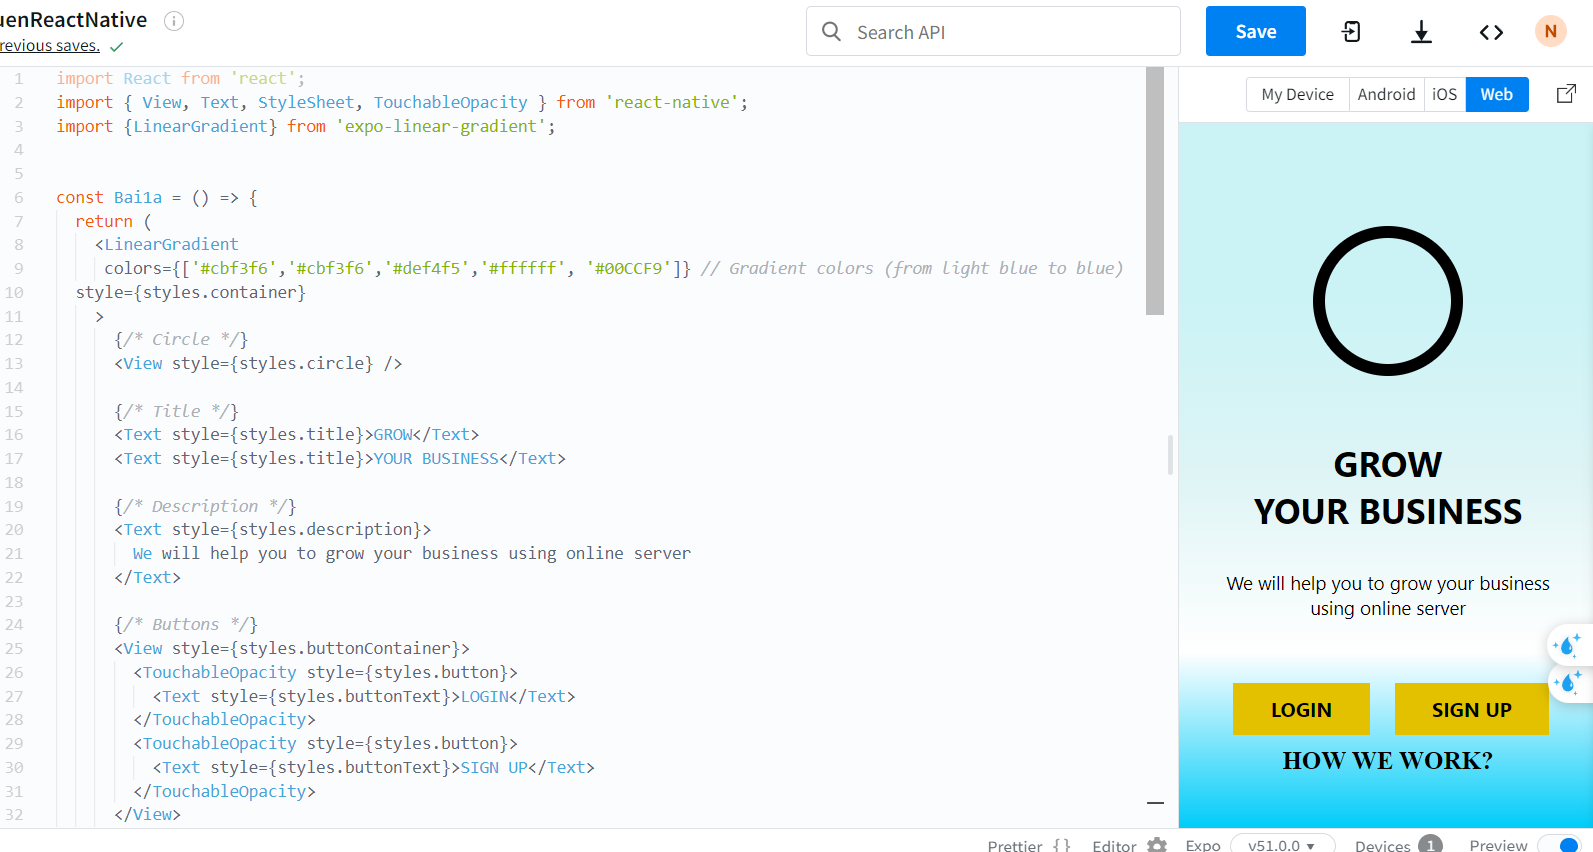 uenReactNative
revious saves.
Search API
Save
N
1 import React from 'react';
2 import { View, Text, StyleSheet, TouchableOpacity } from 'react-native';
3 import {LinearGradient} from 'expo-linear-gradient';
4
5
6 const Bai1a = () => {
7 return (
8 <LinearGradient
9 colors={['#cbf3f6','#cbf3f6','#def4f5','#ffffff', '#00CCF9']} // Gradient colors (from light blue to blue)
10 style={styles.container}
11 >
12 {/* Circle */}
13 <View style={styles.circle} />
14
15 {/* Title */}
16 <Text style={styles.title}>GROW</Text>
17 <Text style={styles.title}>YOUR BUSINESS</Text>
18
19 {/* Description */}
20 <Text style={styles.description}>
21 We will help you to grow your business using online server
22 </Text>
23
24 {/* Buttons */}
25 <View style={styles.buttonContainer}>
26 <TouchableOpacity style={styles.button}>
27 <Text style={styles.buttonText}>LOGIN</Text>
28 </TouchableOpacity>
29 <TouchableOpacity style={styles.button}>
30 <Text style={styles.buttonText}>SIGN UP</Text>
31 </TouchableOpacity>
32 </View>
My Device Android iOS Web
GROW
YOUR BUSINESS
We will help you to grow your business
using online server
LOGIN SIGN UP
HOW WE WORK?
Prettier {} Editor Expo v51.0.0 Devices 1 Preview